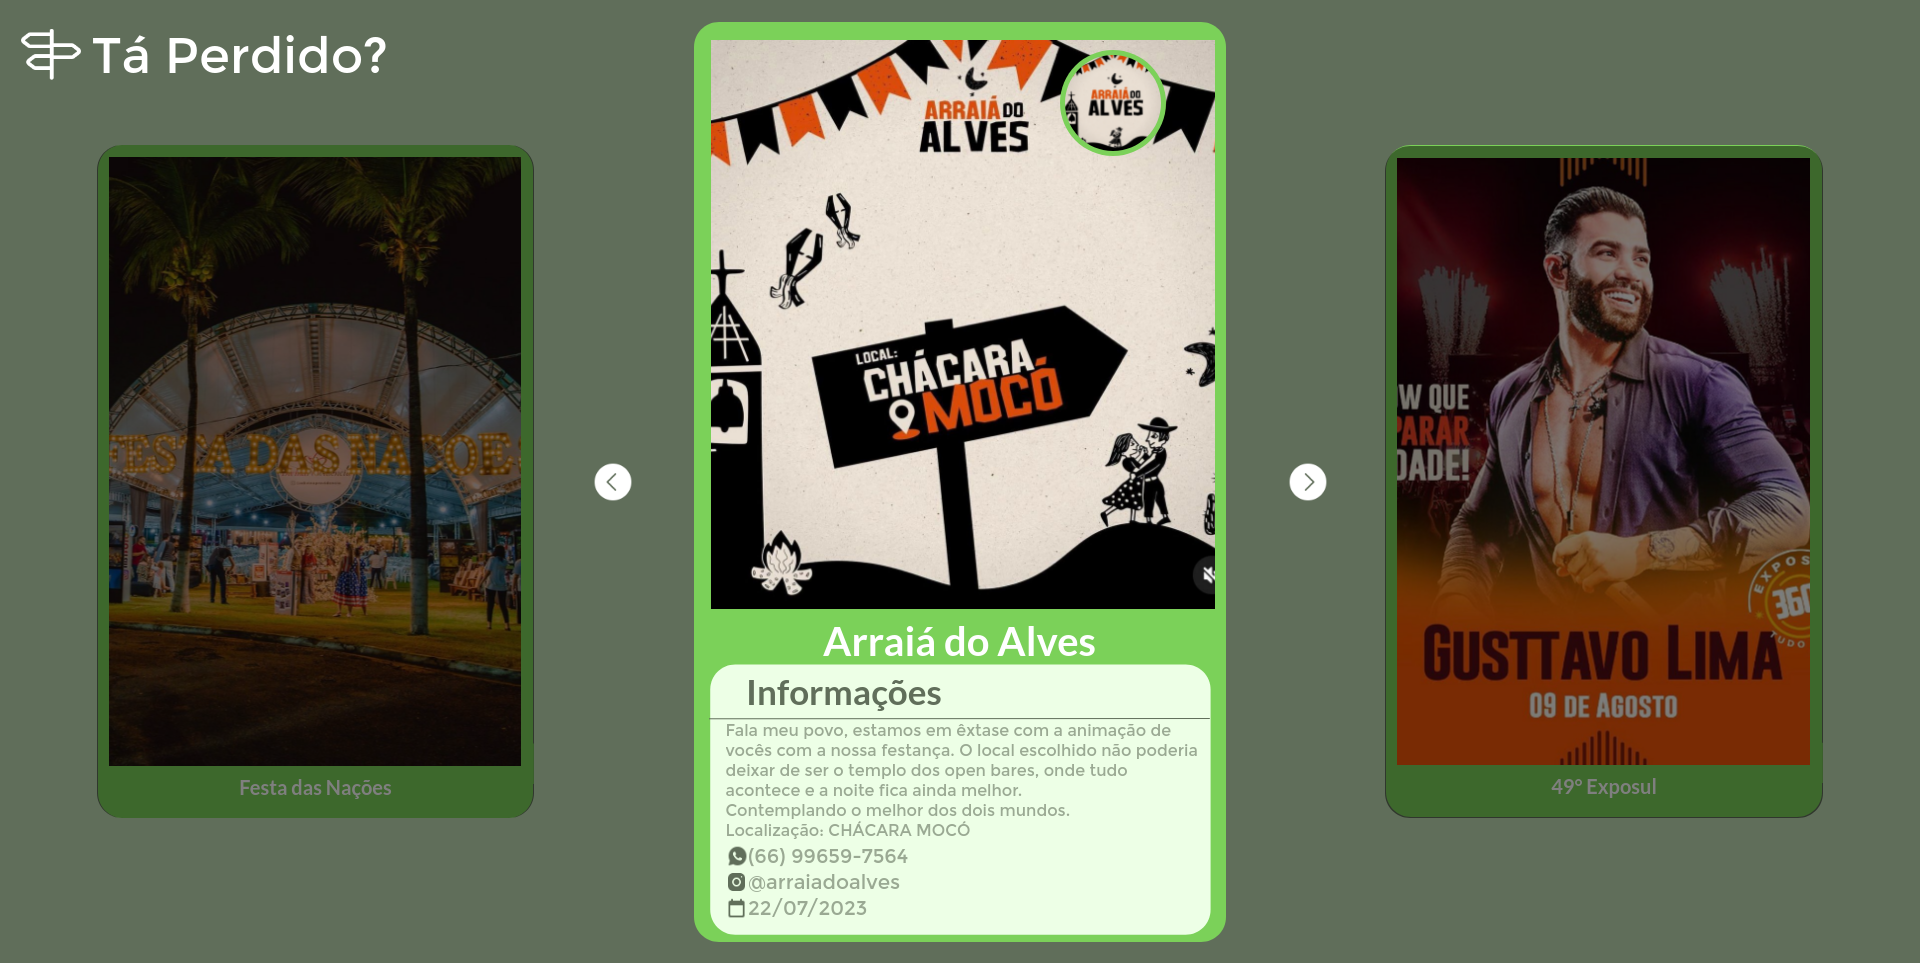 Tá Perdido?
FESTA DAS NAÇOES
Festa das Nações
ARRAIÁ DO
ALVES
ARRAIÁ DO
ALVES
LOCAL:
CHÁCARA
MOCÓ
Arraiá do Alves
Informações
Fala meu povo, estamos em êxtase com a animação de
vocês com a nossa festança. O local escolhido não poderia
deixar de ser o templo dos open bares, onde tudo
acontece e a noite fica ainda melhor.
Contemplando o melhor dos dois mundos.
Localização: CHÁCARA MOCÓ
(66) 99659-7564
@arraiadoalves
22/07/2023
W QUE
PARAR
DADE!
EXPOS
360
TUDO
GUSTTAVO LIMA
09 DE AGOSTO
49° Exposul